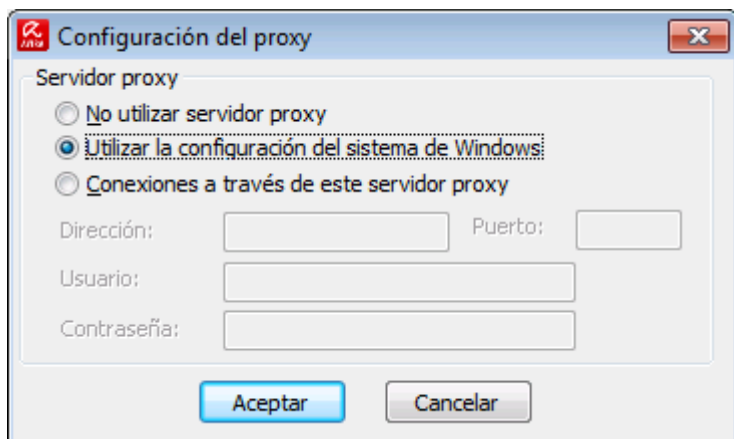 Configuración del proxy
Servidor proxy
No utilizar servidor proxy
Utilizar la configuración del sistema de Windows
Conexiones a través de este servidor proxy
Dirección: Puerto:
Usuario:
Contraseña:
Aceptar Cancelar